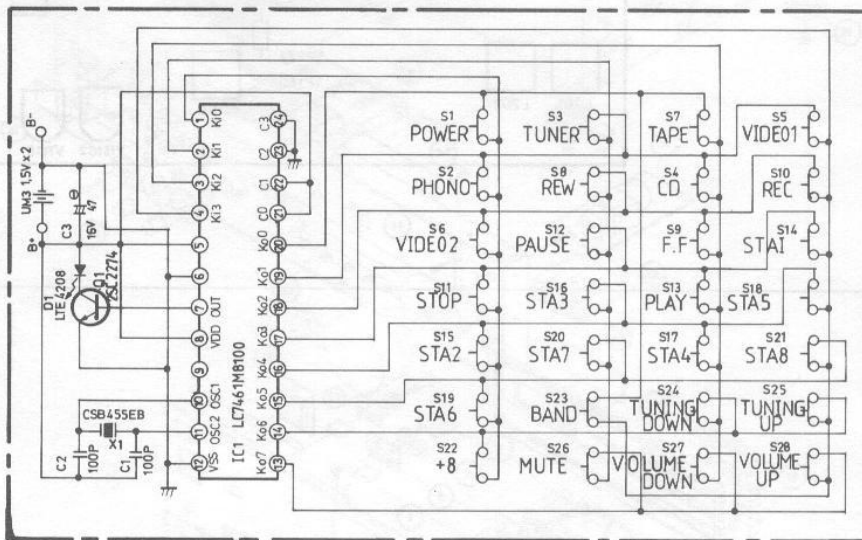 B-
UM3 1,5V x2
B+
C3
16V
47
D1
LTE 4208
Q1
2SC2274
CSB455EB
X1
C2
100P
C1
100P
1
Ki0
2
Ki1
3
Ki2
4
Ki3
5
6
7
OUT
8
VDD
9
10
OSC1
11
OSC2
12
VSS
IC1 LC7461M8100
24
C3
23
C2
22
C1
21
C0
20
Ko0
19
Ko1
18
Ko2
17
Ko3
16
Ko4
15
Ko5
14
Ko6
13
Ko7
S1
POWER
S3
TUNER
S7
TAPE
S5
VIDEO1
S2
PHONO
S8
REW
S4
CD
S10
REC
S6
VIDEO2
S12
PAUSE
S9
F.F
S14
STA1
S11
STOP
S16
STA3
S13
PLAY
S18
STA5
S15
STA2
S20
STA7
S17
STA4
S21
STA8
S19
STA6
S23
BAND
S24
TUNING
DOWN
S25
TUNING
UP
S22
+8
S26
MUTE
S27
VOLUME
DOWN
S28
VOLUME
UP